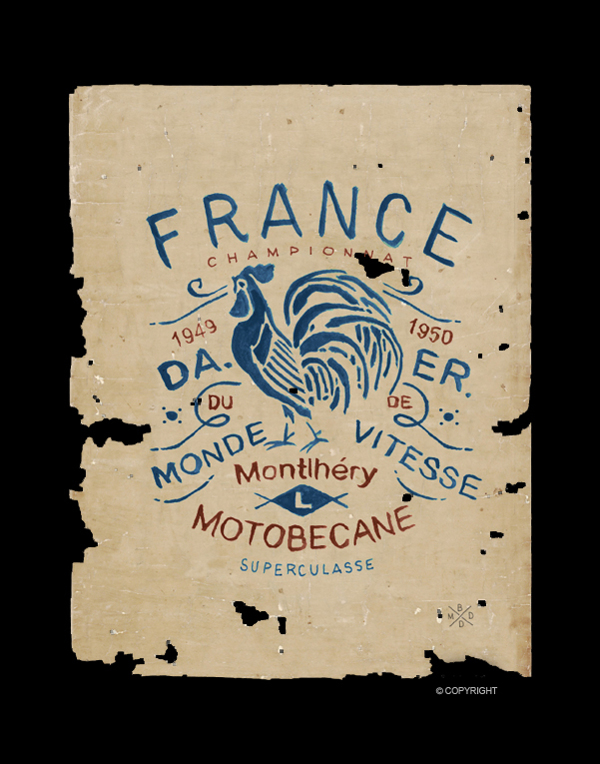 FRANCE
CHAMPIONNAT
1949 1950
DA. ER.
DU DE
MONDE VITESSE
Montlhéry
L
MOTOBECANE
SUPERCULASSE
B
M D
D
© COPYRIGHT